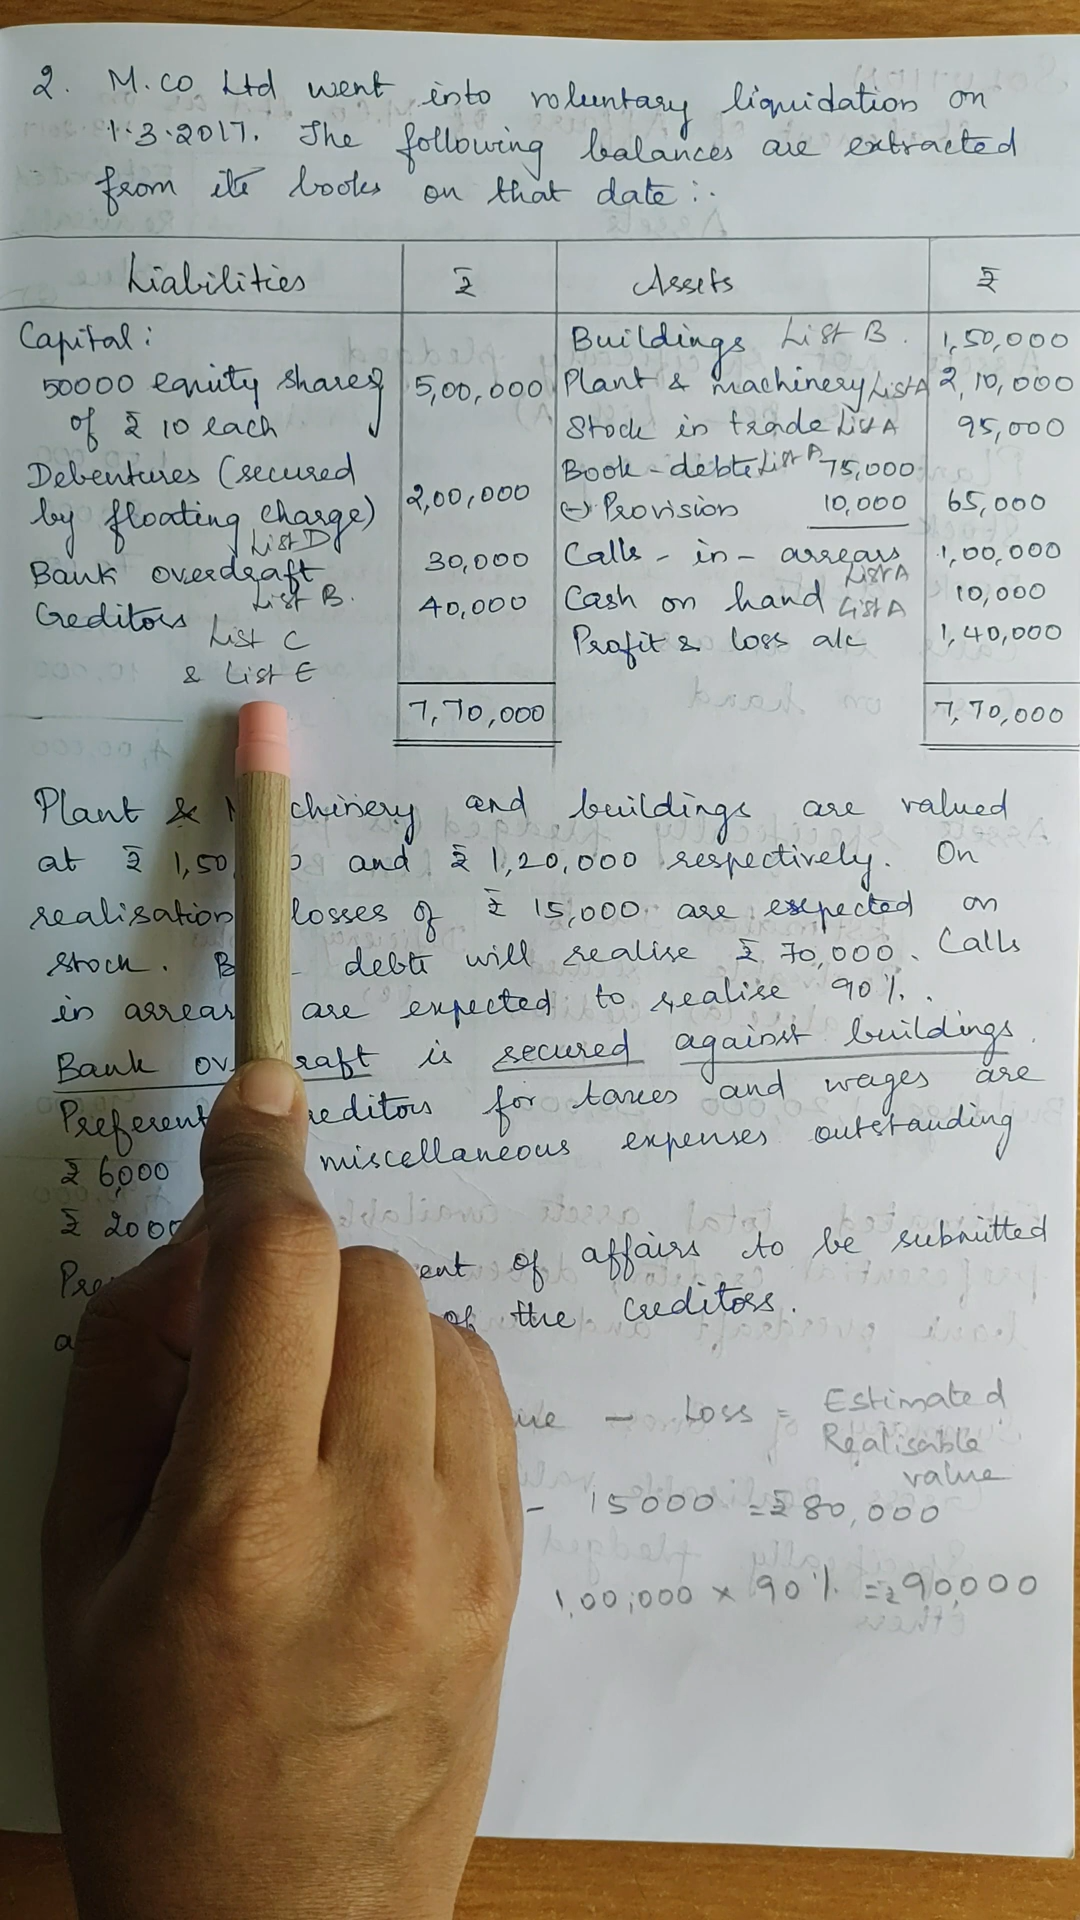 2. M.CO Ltd went into voluntary liquidation on
1.3.2017. The following balances are extracted
from its books on that date :-
Liabilities ₹ Assets ₹
Capital : Buildings List B. 1,50,000
50000 equity shares 5,00,000 Plant & machinery List A 2,10,000
of ₹ 10 each Stock in trade List A 95,000
Debentures (secured Book-debts List A 75,000
by floating charge) 2,00,000 (-) Provision 10,000 65,000
List D
Bank overdraft 30,000 Calls-in-arrears 1,00,000
List B. List A
Creditors 40,000 Cash on hand List A 10,000
List C Profit & loss a/c 1,40,000
& List E
7,70,000 7,70,000
Plant & chinery and buildings are valued
at ₹ 1,50 and ₹ 1,20,000 respectively. On
realisation losses of ₹ 15,000 are expected on
stock. B debts will realise ₹ 70,000. Calls
in arrear are expected to realise 90%.
Bank ov raft is secured against buildings.
Preferent reditors for taxes and wages are
₹ 6000 miscellaneous expenses outstanding
₹ 2000
Pre ent of affairs to be submitted
a of the creditors.
ue - Loss = Estimated
Realisable
value
- 15000 = ₹ 80,000
1,00,000 × 90% = ₹ 90,000